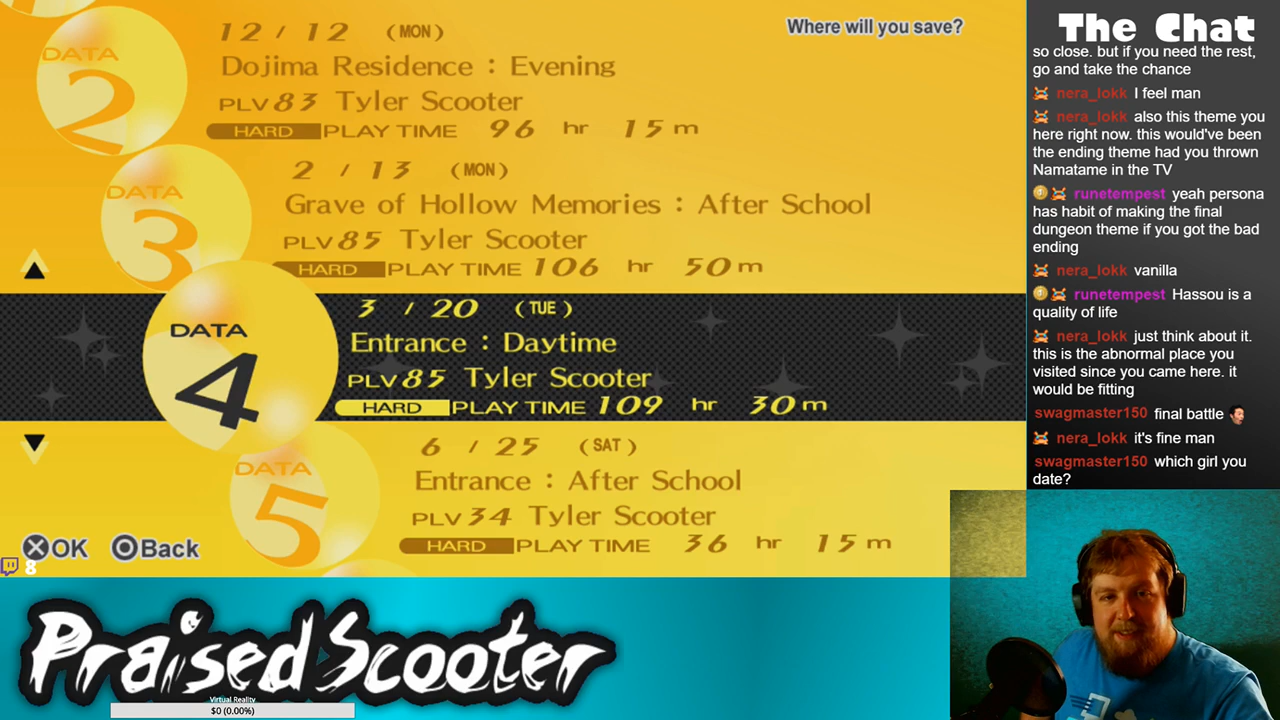 Where will you save?
DATA 2
12 / 12 (MON)
Dojima Residence : Evening
PLV 83 Tyler Scooter
HARD PLAY TIME 96 hr 15 m
DATA 3
2 / 13 (MON)
Grave of Hollow Memories : After School
PLV 85 Tyler Scooter
HARD PLAY TIME 106 hr 50 m
DATA 4
3 / 20 (TUE)
Entrance : Daytime
PLV 85 Tyler Scooter
HARD PLAY TIME 109 hr 30 m
DATA 5
6 / 25 (SAT)
Entrance : After School
PLV 34 Tyler Scooter
HARD PLAY TIME 36 hr 15 m
OK Back
8
PraisedScooter
Virtual Reality
$0 (0.00%)
The Chat
so close. but if you need the rest,
go and take the chance
nera_lokk I feel man
nera_lokk also this theme you
here right now. this would've been
the ending theme had you thrown
Namatame in the TV
runetempest yeah persona
has habit of making the final
dungeon theme if you got the bad
ending
nera_lokk vanilla
runetempest Hassou is a
quality of life
nera_lokk just think about it.
this is the abnormal place you
visited since you came here. it
would be fitting
swagmaster150 final battle
nera_lokk it's fine man
swagmaster150 which girl you
date?